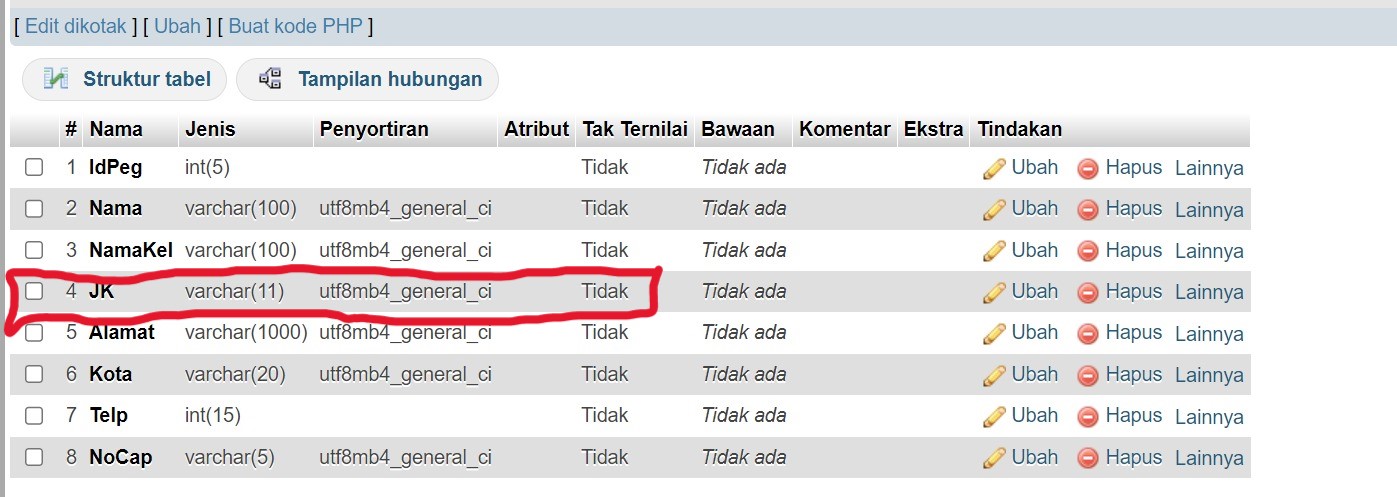 [ Edit dikotak ] [ Ubah ] [ Buat kode PHP ]
Struktur tabel Tampilan hubungan
# Nama Jenis Penyortiran Atribut Tak Ternilai Bawaan Komentar Ekstra Tindakan
1 IdPeg int(5) Tidak Tidak ada Ubah Hapus Lainnya
2 Nama varchar(100) utf8mb4_general_ci Tidak Tidak ada Ubah Hapus Lainnya
3 NamaKel varchar(100) utf8mb4_general_ci Tidak Tidak ada Ubah Hapus Lainnya
4 JK varchar(11) utf8mb4_general_ci Tidak Tidak ada Ubah Hapus Lainnya
5 Alamat varchar(1000) utf8mb4_general_ci Tidak Tidak ada Ubah Hapus Lainnya
6 Kota varchar(20) utf8mb4_general_ci Tidak Tidak ada Ubah Hapus Lainnya
7 Telp int(15) Tidak Tidak ada Ubah Hapus Lainnya
8 NoCap varchar(5) utf8mb4_general_ci Tidak Tidak ada Ubah Hapus Lainnya